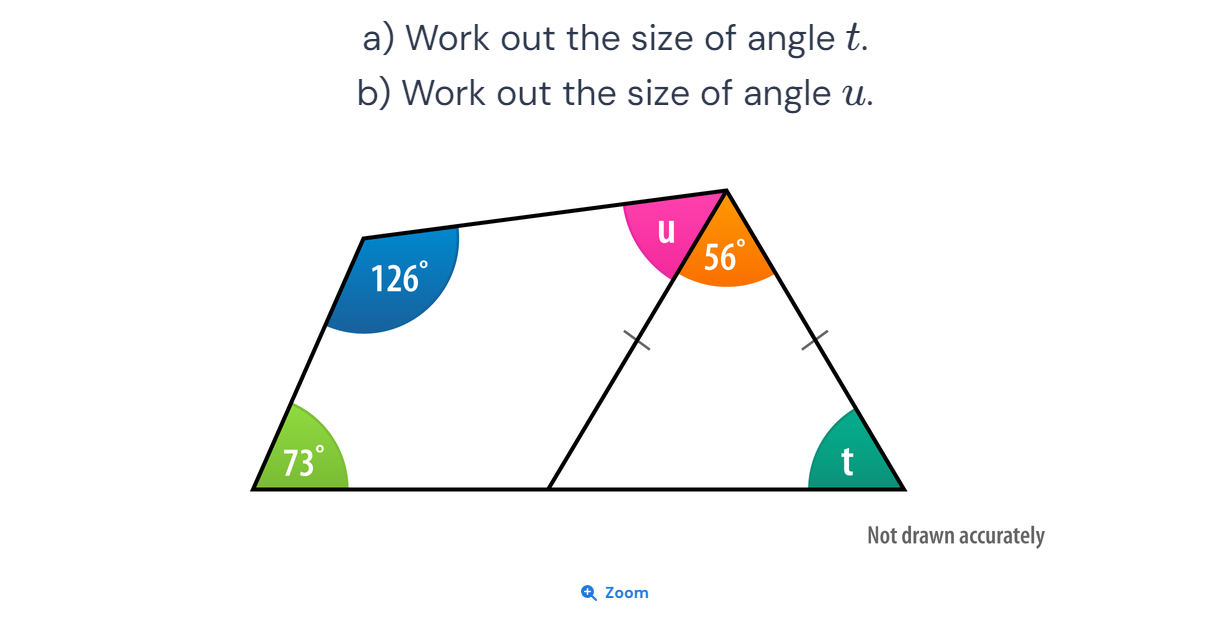 a) Work out the size of angle t.
b) Work out the size of angle u.
u
56°
126°
73°
t
Not drawn accurately
Zoom